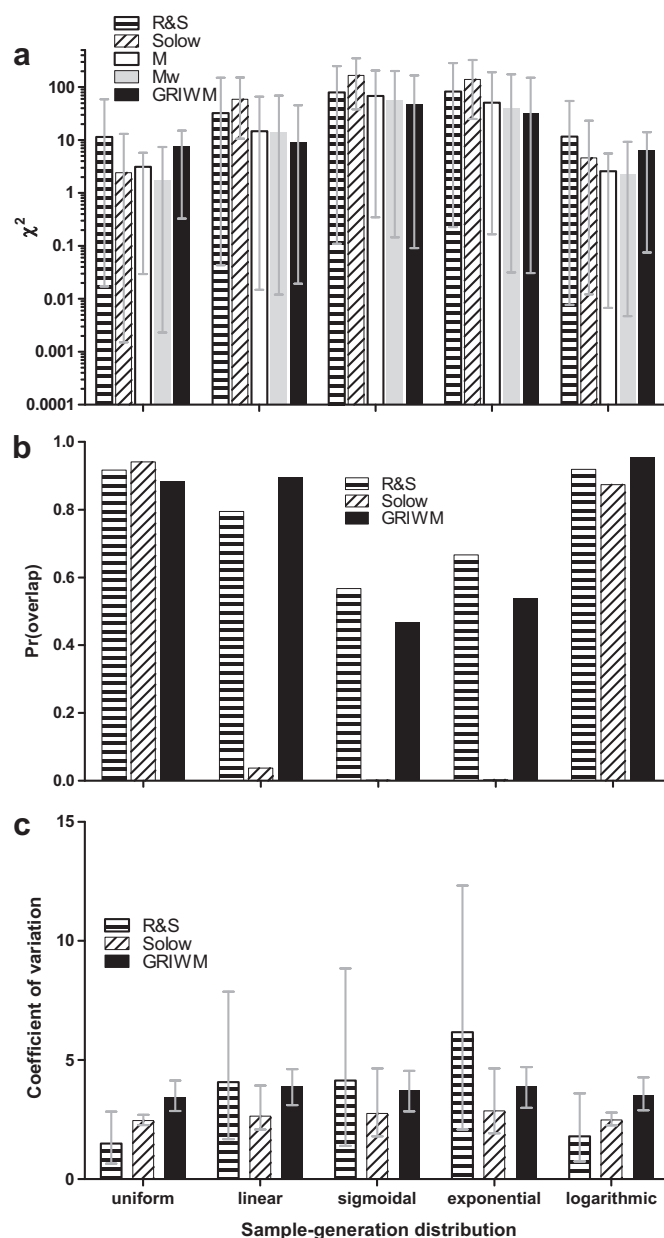 a
R&S
Solow
M
Mw
GRIWM
100
10
1
0.1
0.01
0.001
0.0001
χ²
b
1.0
0.8
0.6
0.4
0.2
0.0
Pr(overlap)
R&S
Solow
GRIWM
c
15
10
5
0
Coefficient of variation
R&S
Solow
GRIWM
uniform linear sigmoidal exponential logarithmic
Sample-generation distribution